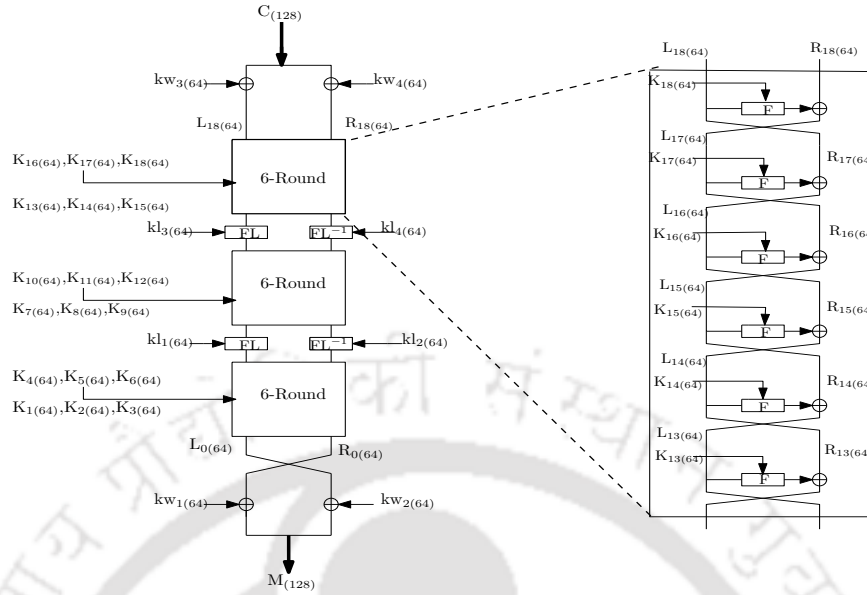 C(128)
kw3(64)
kw4(64)
L18(64)
R18(64)
K16(64),K17(64),K18(64)
6-Round
K13(64),K14(64),K15(64)
kl3(64)
FL
FL−1
kl4(64)
K10(64),K11(64),K12(64)
6-Round
K7(64),K8(64),K9(64)
kl1(64)
FL
FL−1
kl2(64)
K4(64),K5(64),K6(64)
6-Round
K1(64),K2(64),K3(64)
L0(64)
R0(64)
kw1(64)
kw2(64)
M(128)
L18(64)
R18(64)
K18(64)
F
L17(64)
R17(64)
K17(64)
F
L16(64)
R16(64)
K16(64)
F
L15(64)
R15(64)
K15(64)
F
L14(64)
R14(64)
K14(64)
F
L13(64)
R13(64)
K13(64)
F